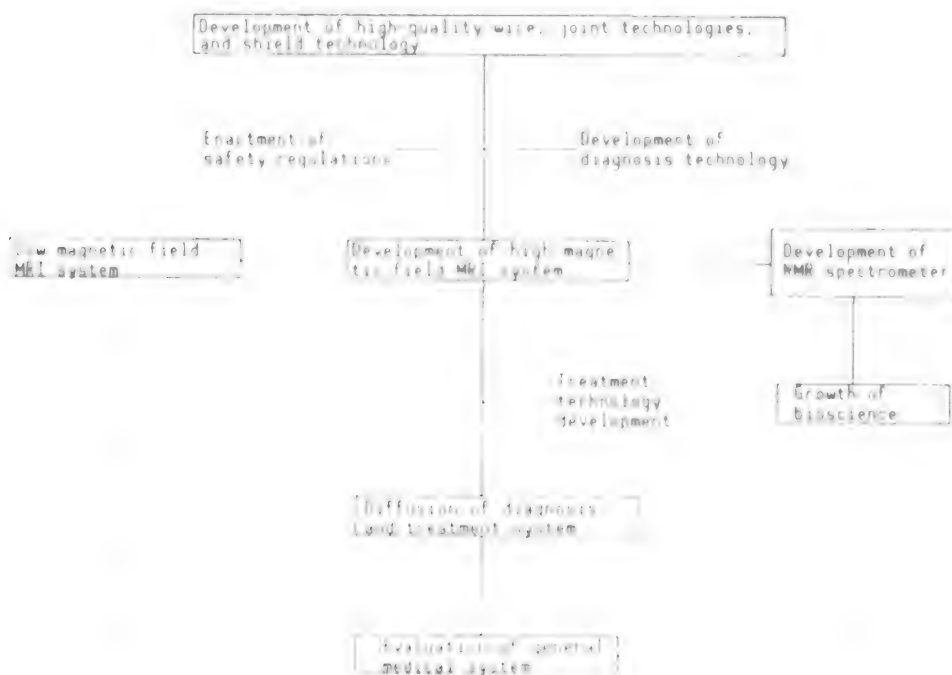 Development of high-quality wire, joint technologies,
and shield technology
Enactment of
safety regulations
Development of
diagnosis technology
Low magnetic field
MRI system
Development of high magne
tic field MRI system
Development of
NMR spectrometer
Treatment
technology
development
Growth of
bioscience
Diffusion of diagnosis
and treatment system
Evaluation of general
medical system